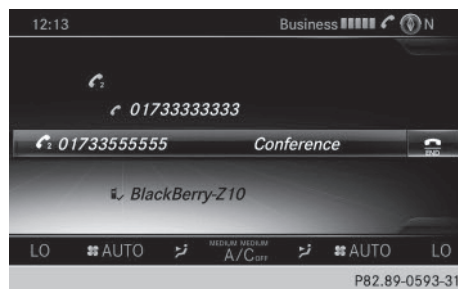 12:13 Business N
2
01733333333
2 01733555555 Conference END
BlackBerry-Z10
LO AUTO MEDIUM MEDIUM A/C OFF AUTO LO
P82.89-0593-31